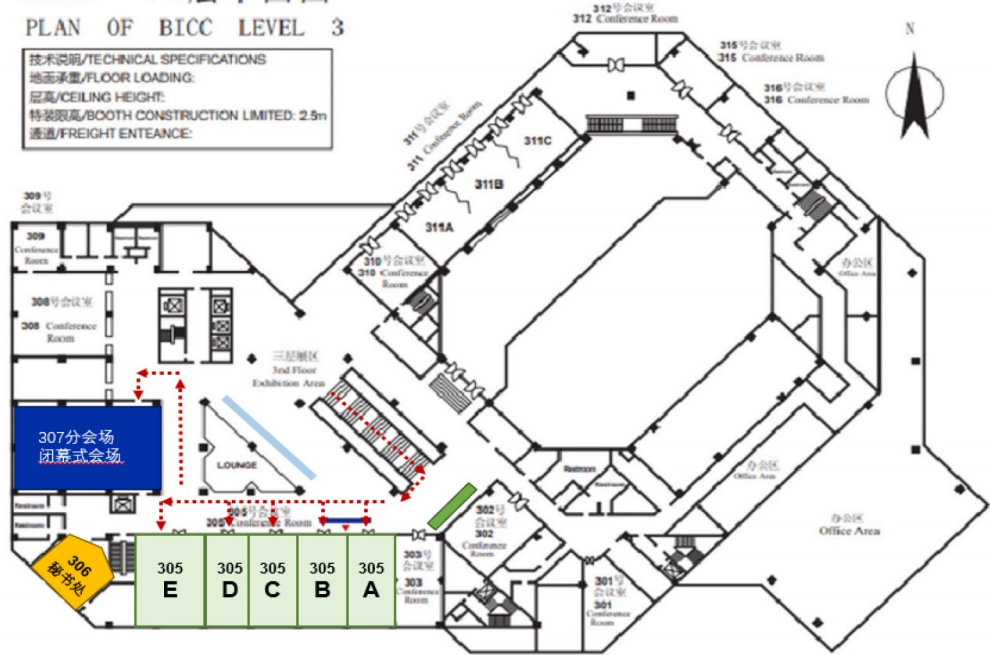 层平面图
PLAN OF BICC LEVEL 3
技术说明/TECHNICAL SPECIFICATIONS
地面承重/FLOOR LOADING:
层高/CEILING HEIGHT:
特装限高/BOOTH CONSTRUCTION LIMITED: 2.5m
通道/FREIGHT ENTEANCE:
312号会议室
312 Conference Room
N
315号会议室
315 Conference Room
316号会议室
316 Conference Room
311号会议室
311 Conference Room
311C
311B
311A
309号
会议室
309
Conference
Room
310号会议室
310 Conference
Room
办公区
Office Area
308号会议室
308 Conference
Room
三层展区
3nd Floor
Exhibition Area
307分会场
闭幕式会场
LOUNGE
办公区
Office Area
Restroom
Restroom
Restroom
Restroom
305号会议室
305 Conference Room
302号
会议室
302
Conference
Room
办公区
Office Area
306
秘书处
305
E
305
D
305
C
305
B
305
A
303号
会议室
303
Conference
Room
301号
会议室
301
Conference
Room